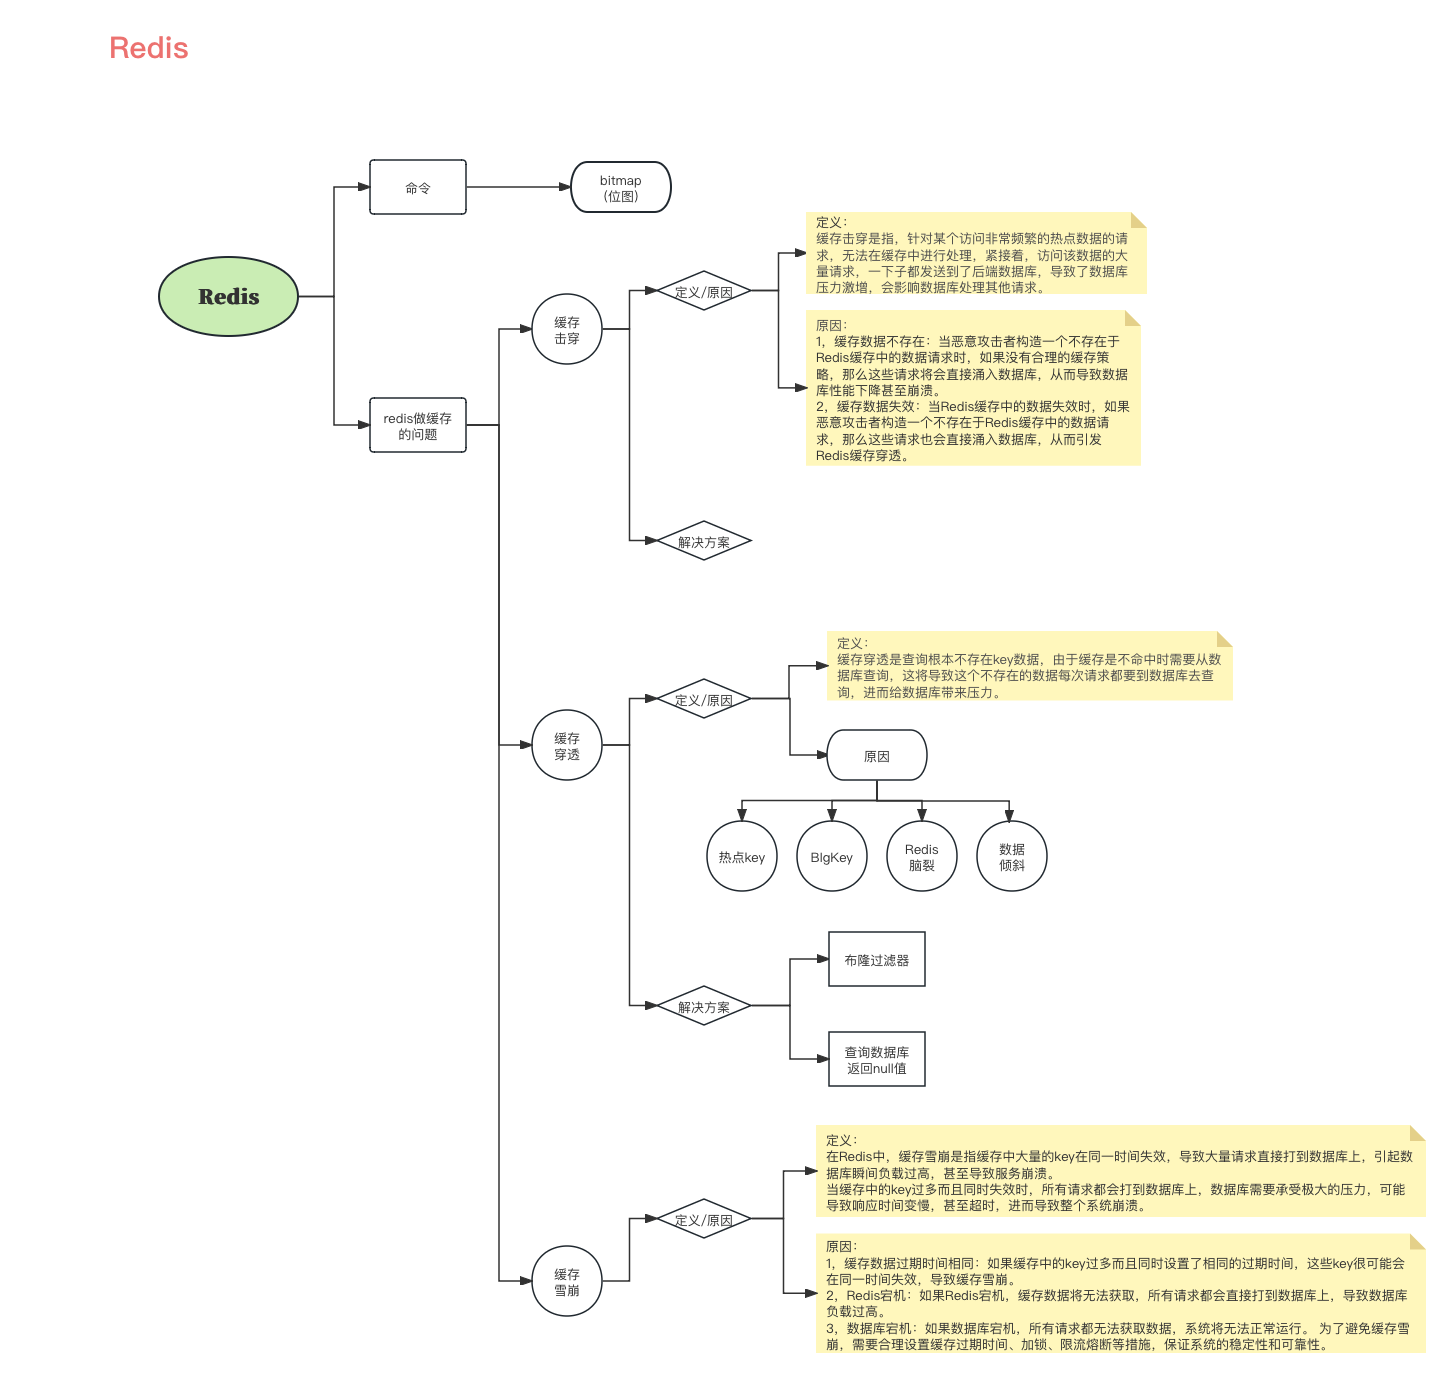 Redis
命令
bitmap
(位图)
Redis
redis做缓存
的问题
缓存
击穿
定义/原因
定义：
缓存击穿是指，针对某个访问非常频繁的热点数据的请
求，无法在缓存中进行处理，紧接着，访问该数据的大
量请求，一下子都发送到了后端数据库，导致了数据库
压力激增，会影响数据库处理其他请求。
原因：
1，缓存数据不存在：当恶意攻击者构造一个不存在于
Redis缓存中的数据请求时，如果没有合理的缓存策
略，那么这些请求将会直接涌入数据库，从而导致数据
库性能下降甚至崩溃。
2，缓存数据失效：当Redis缓存中的数据失效时，如果
恶意攻击者构造一个不存在于Redis缓存中的数据请
求，那么这些请求也会直接涌入数据库，从而引发
Redis缓存穿透。
解决方案
缓存
穿透
定义/原因
定义：
缓存穿透是查询根本不存在key数据，由于缓存是不命中时需要从数
据库查询，这将导致这个不存在的数据每次请求都要到数据库去查
询，进而给数据库带来压力。
原因
热点key
BIgKey
Redis
脑裂
数据
倾斜
解决方案
布隆过滤器
查询数据库
返回null值
缓存
雪崩
定义/原因
定义：
在Redis中，缓存雪崩是指缓存中大量的key在同一时间失效，导致大量请求直接打到数据库上，引起数
据库瞬间负载过高，甚至导致服务崩溃。
当缓存中的key过多而且同时失效时，所有请求都会打到数据库上，数据库需要承受极大的压力，可能
导致响应时间变慢，甚至超时，进而导致整个系统崩溃。
原因：
1，缓存数据过期时间相同：如果缓存中的key过多而且同时设置了相同的过期时间，这些key很可能会
在同一时间失效，导致缓存雪崩。
2，Redis宕机：如果Redis宕机，缓存数据将无法获取，所有请求都会直接打到数据库上，导致数据库
负载过高。
3，数据库宕机：如果数据库宕机，所有请求都无法获取数据，系统将无法正常运行。 为了避免缓存雪
崩，需要合理设置缓存过期时间、加锁、限流熔断等措施，保证系统的稳定性和可靠性。